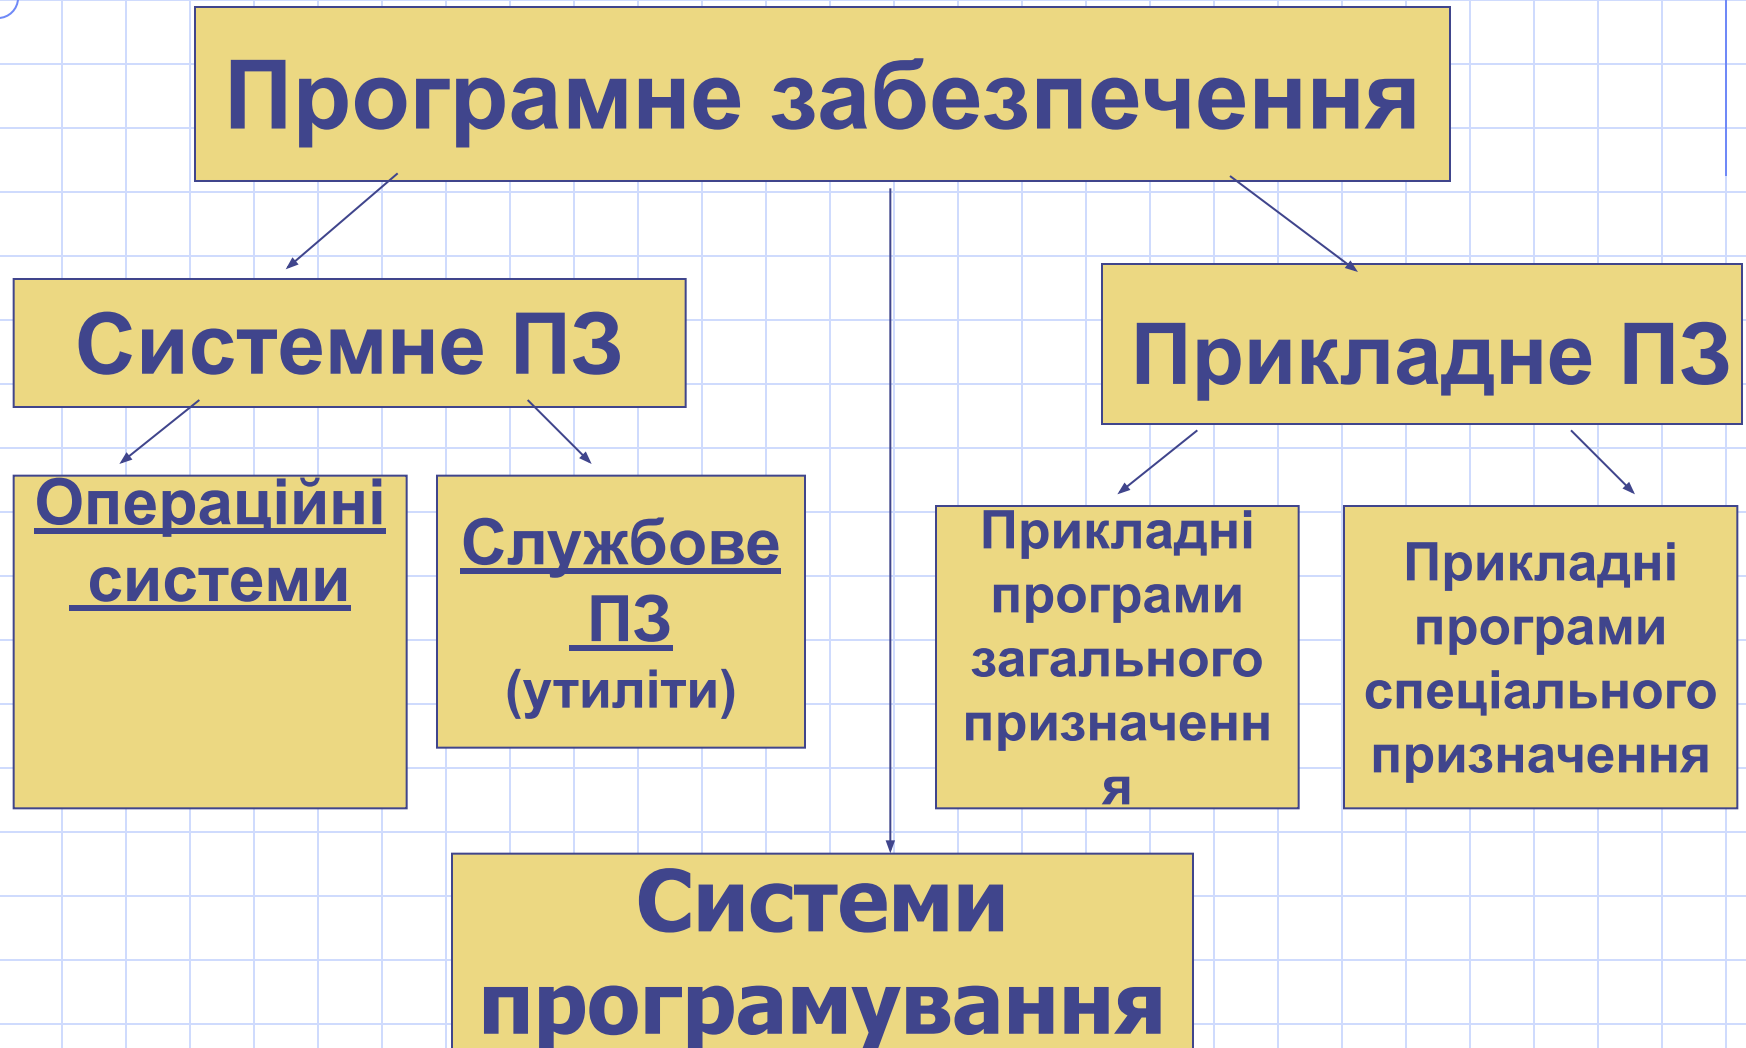 Програмне забезпечення
Системне ПЗ
Прикладне ПЗ
Операційні
системи
Службове
ПЗ
(утиліти)
Прикладні
програми
загального
призначенн
я
Прикладні
програми
спеціального
призначення
Системи
програмування